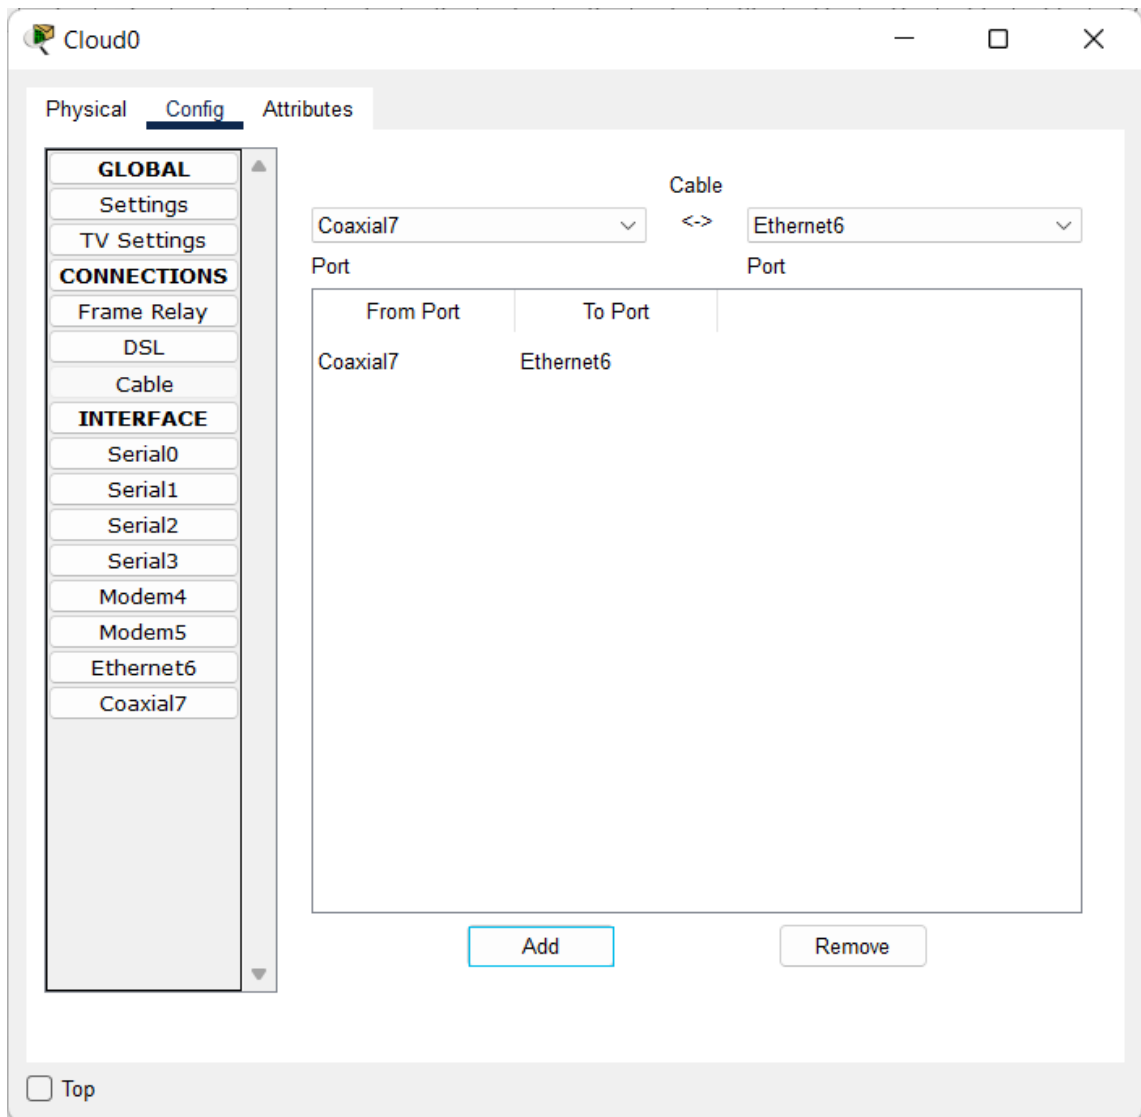 Cloud0
Physical Config Attributes
GLOBAL
Settings
TV Settings
CONNECTIONS
Frame Relay
DSL
Cable
INTERFACE
Serial0
Serial1
Serial2
Serial3
Modem4
Modem5
Ethernet6
Coaxial7
Cable
Coaxial7 <-> Ethernet6
Port Port
From Port To Port
Coaxial7 Ethernet6
Add Remove
Top